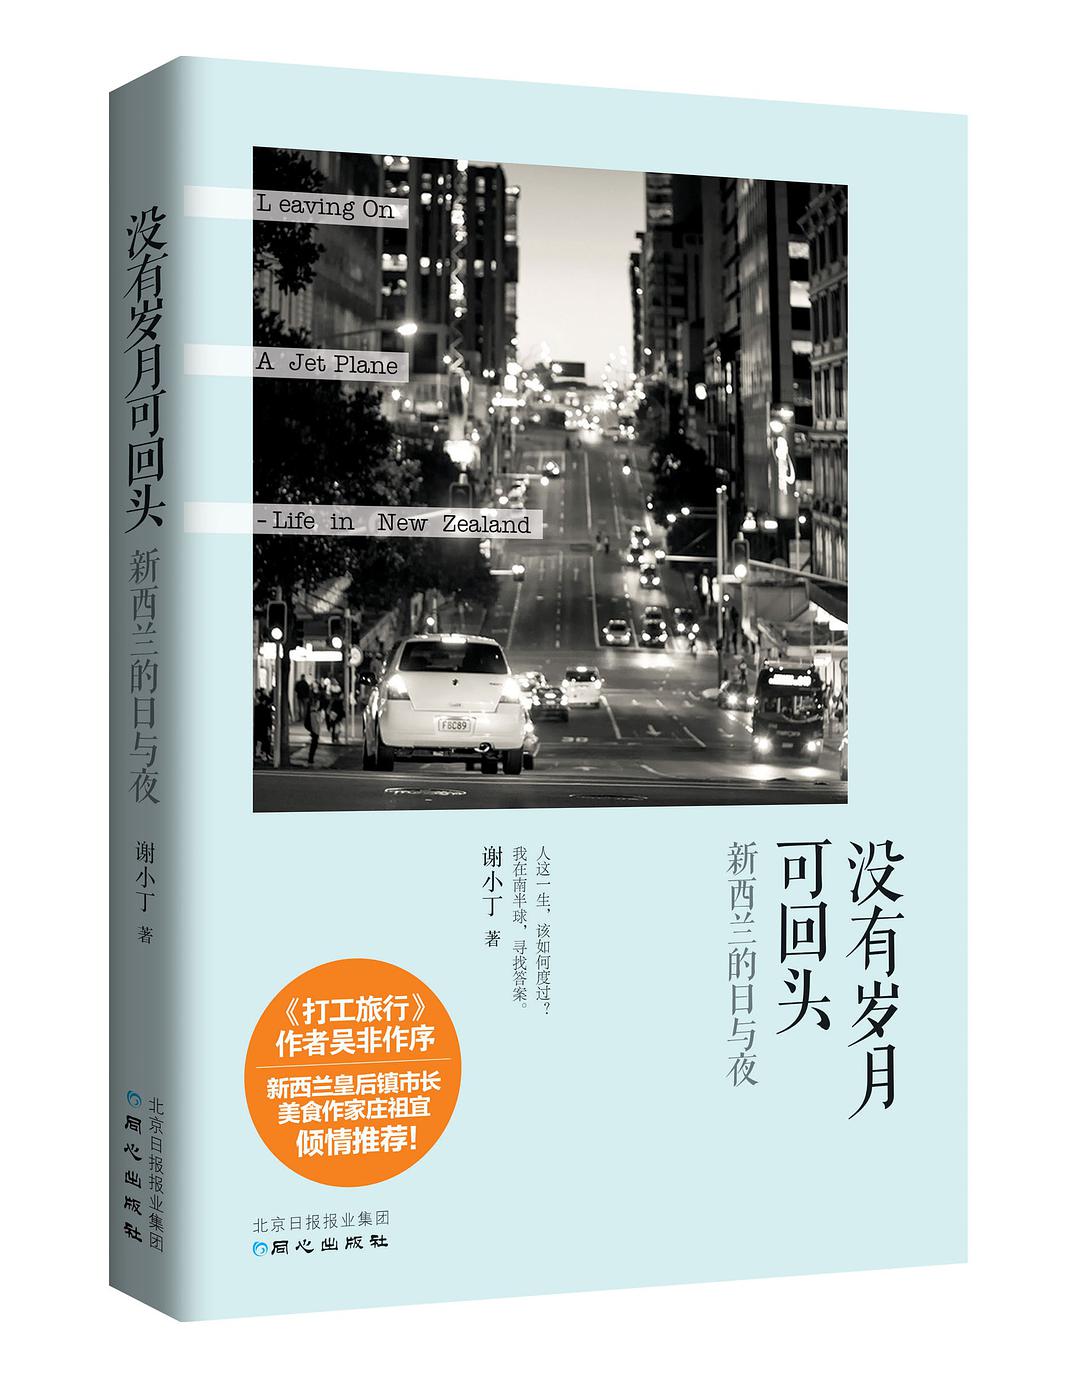 没有岁月可回头
新西兰的日与夜
谢小丁 著
北京日报报业集团
同心出版社
Leaving On
A Jet Plane
- Life in New Zealand
FBC89
没有岁月
可回头
新西兰的日与夜
人这一生，该如何度过？
我在南半球，寻找答案。
谢小丁 著
《打工旅行》
作者吴非作序
新西兰皇后镇市长
美食作家庄祖宜
倾情推荐！
北京日报报业集团
同心出版社